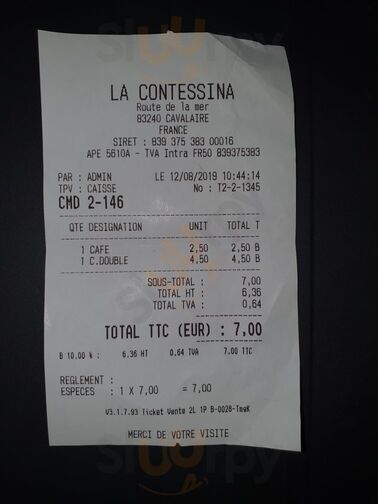 LA CONTESSINA
Route de la mer
83240 CAVALAIRE
FRANCE
SIRET : 839 375 383 00016
APE 5610A - TVA Intra FR50 839375383
PAR : ADMIN LE 12/08/2019 10:44:14
TPV : CAISSE No : T2-2-1345
CMD 2-146
QTE DESIGNATION UNIT TOTAL T
1 CAFE 2,50 2,50 B
1 C.DOUBLE 4,50 4,50 B
SOUS-TOTAL : 7,00
TOTAL HT : 6,36
TOTAL TVA : 0,64
TOTAL TTC (EUR) : 7,00
B 10.00 % : 6.36 HT 0.64 TVA 7.00 TTC
REGLEMENT :
ESPECES : 1 X 7,00 = 7,00
V3.1.7.93 Ticket Vente 2L 1P B-0028-TmeK
MERCI DE VOTRE VISITE